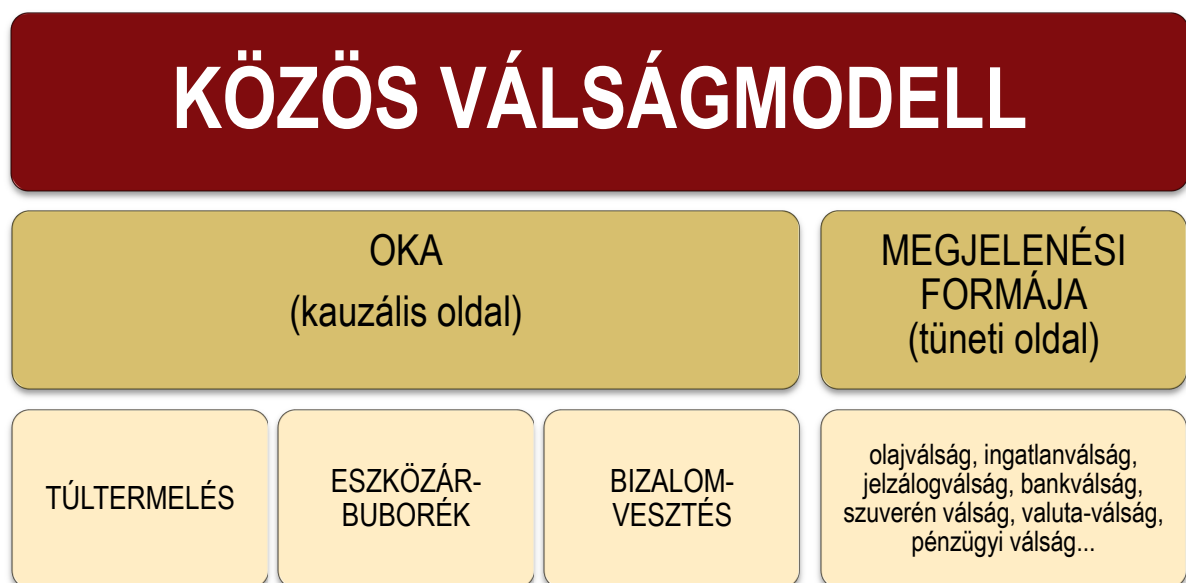 KÖZÖS VÁLSÁGMODELL
OKA
(kauzális oldal)
MEGJELENÉSI
FORMÁJA
(tüneti oldal)
TÚLTERMELÉS
ESZKÖZÁR-
BUBORÉK
BIZALOM-
VESZTÉS
olajválság, ingatlanválság,
jelzálogválság, bankválság,
szuverén válság, valuta-válság,
pénzügyi válság...